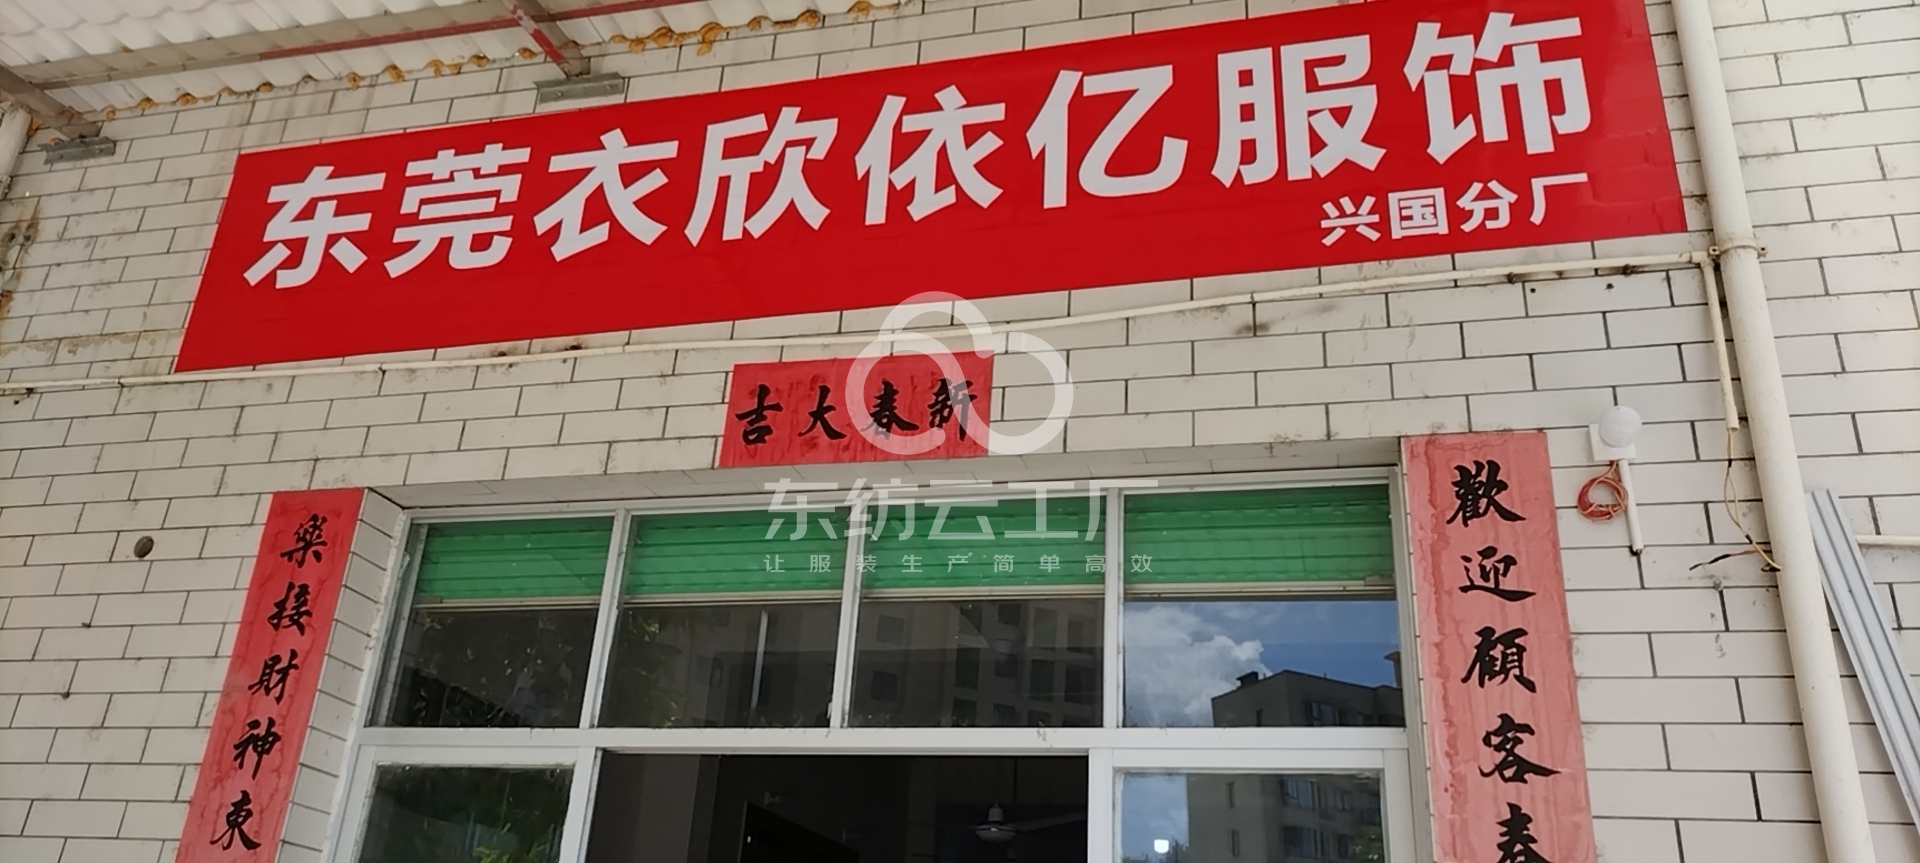 东莞衣欣依亿服饰
兴国分厂
吉大春新
歡迎顧客春
樂接財神東
东纺云工厂
让服装生产简单高效